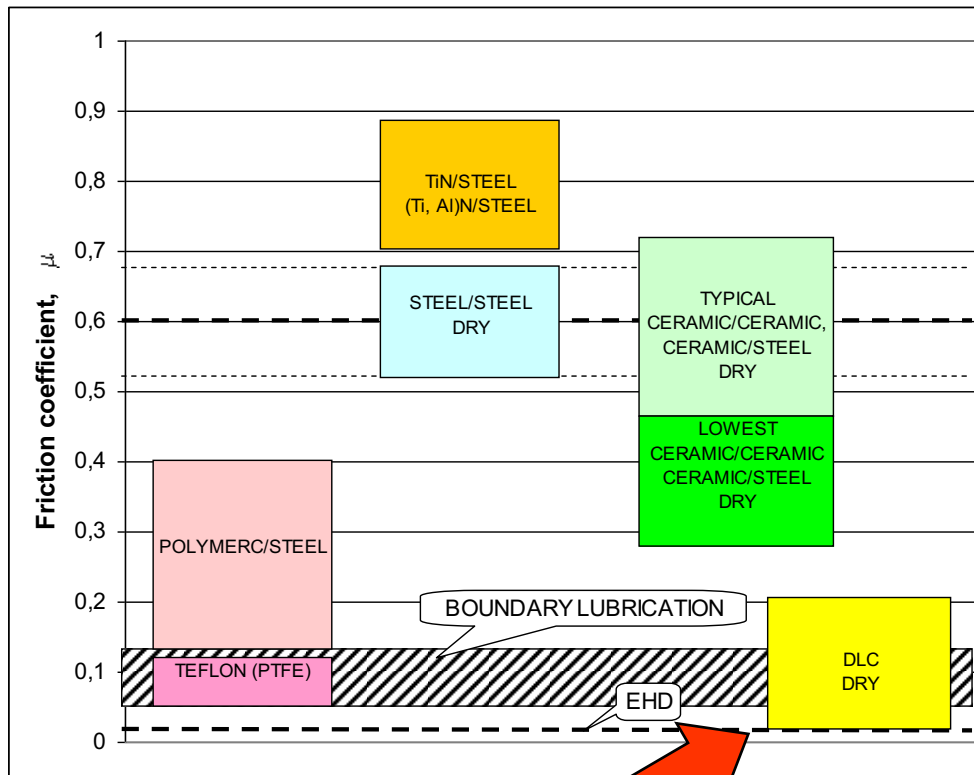 Friction coefficient, μ
1
0,9
0,8
0,7
0,6
0,5
0,4
0,3
0,2
0,1
0
TiN/STEEL
(Ti, Al)N/STEEL
STEEL/STEEL
DRY
TYPICAL
CERAMIC/CERAMIC,
CERAMIC/STEEL
DRY
LOWEST
CERAMIC/CERAMIC
CERAMIC/STEEL
DRY
POLYMERC/STEEL
BOUNDARY LUBRICATION
TEFLON (PTFE)
EHD
DLC
DRY